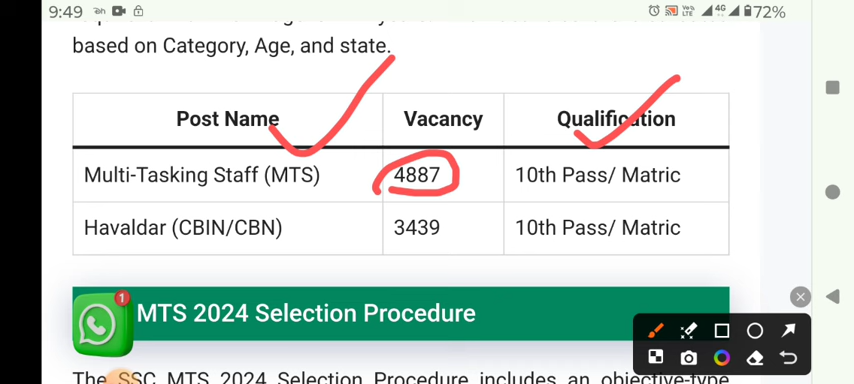 9:49
4G
72%
based on Category, Age, and state.
Post Name Vacancy Qualification
Multi-Tasking Staff (MTS) 4887 10th Pass/ Matric
Havaldar (CBIN/CBN) 3439 10th Pass/ Matric
1
MTS 2024 Selection Procedure
The SSC MTS 2024 Selection Procedure includes an objective-type